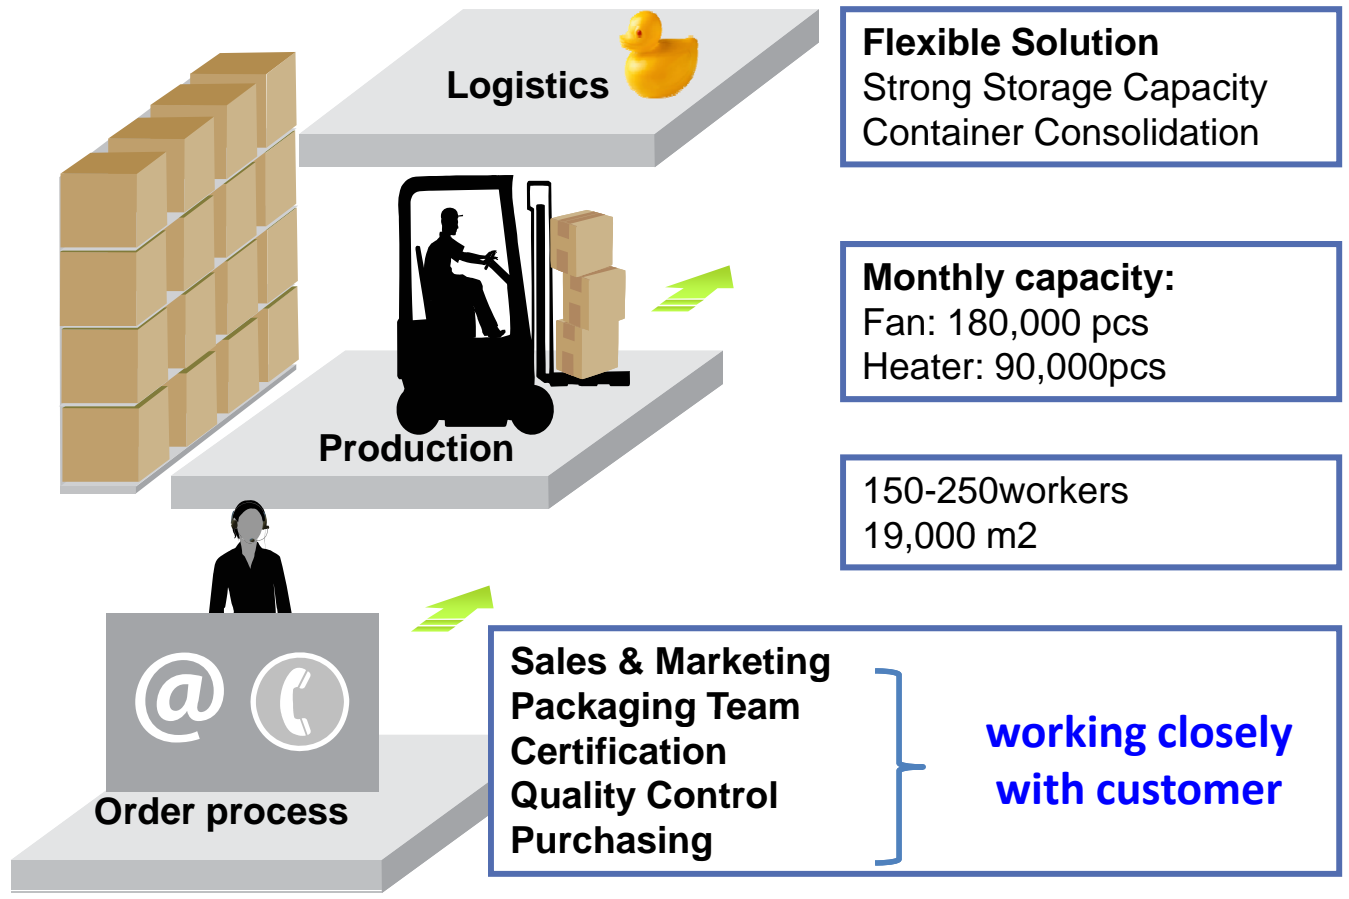 Logistics
Flexible Solution
Strong Storage Capacity
Container Consolidation
Monthly capacity:
Fan: 180,000 pcs
Heater: 90,000pcs
Production
150-250workers
19,000 m2
@
Order process
Sales & Marketing
Packaging Team
Certification
Quality Control
Purchasing
working closely
with customer